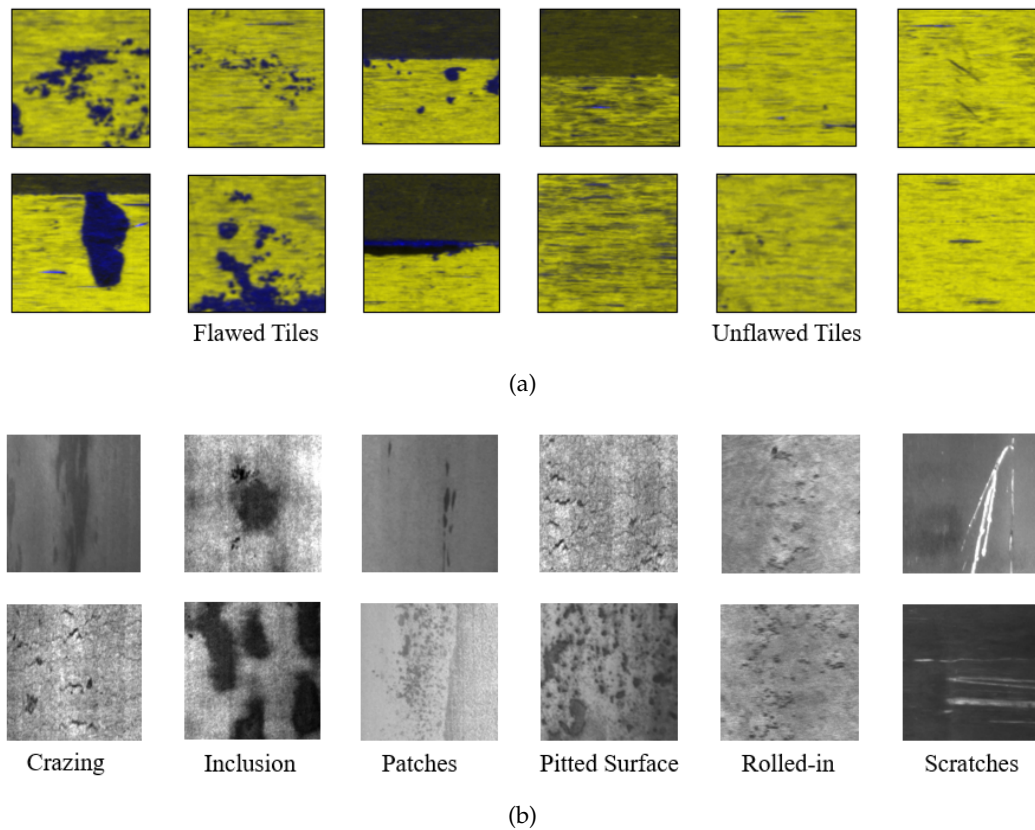 Flawed Tiles Unflawed Tiles
(a)
Crazing Inclusion Patches Pitted Surface Rolled-in Scratches
(b)